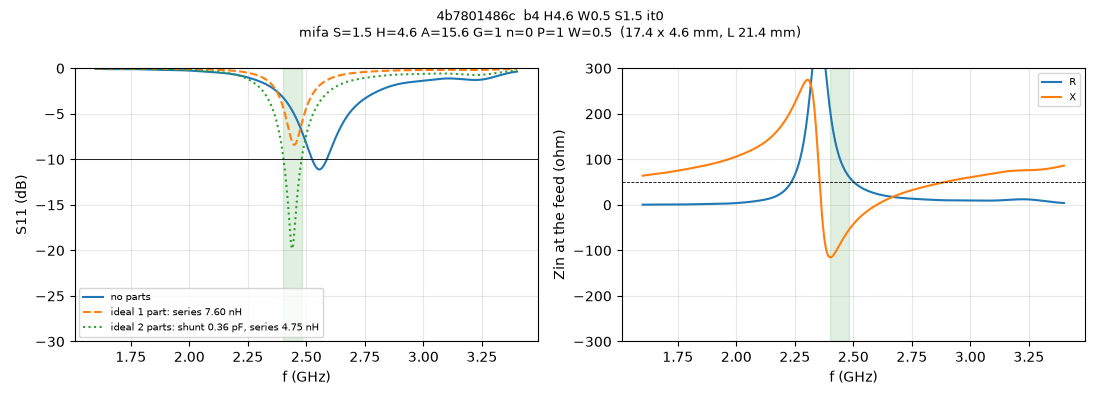 4b7801486c  b4 H4.6 W0.5 S1.5 it0
mifa S=1.5 H=4.6 A=15.6 G=1 n=0 P=1 W=0.5  (17.4 x 4.6 mm, L 21.4 mm)
S11 (dB)
0
−5
−10
−15
−20
−25
−30
no parts
ideal 1 part: series 7.60 nH
ideal 2 parts: shunt 0.36 pF, series 4.75 nH
1.75 2.00 2.25 2.50 2.75 3.00 3.25
f (GHz)
Zin at the feed (ohm)
300
200
100
0
−100
−200
−300
R
X
1.75 2.00 2.25 2.50 2.75 3.00 3.25
f (GHz)